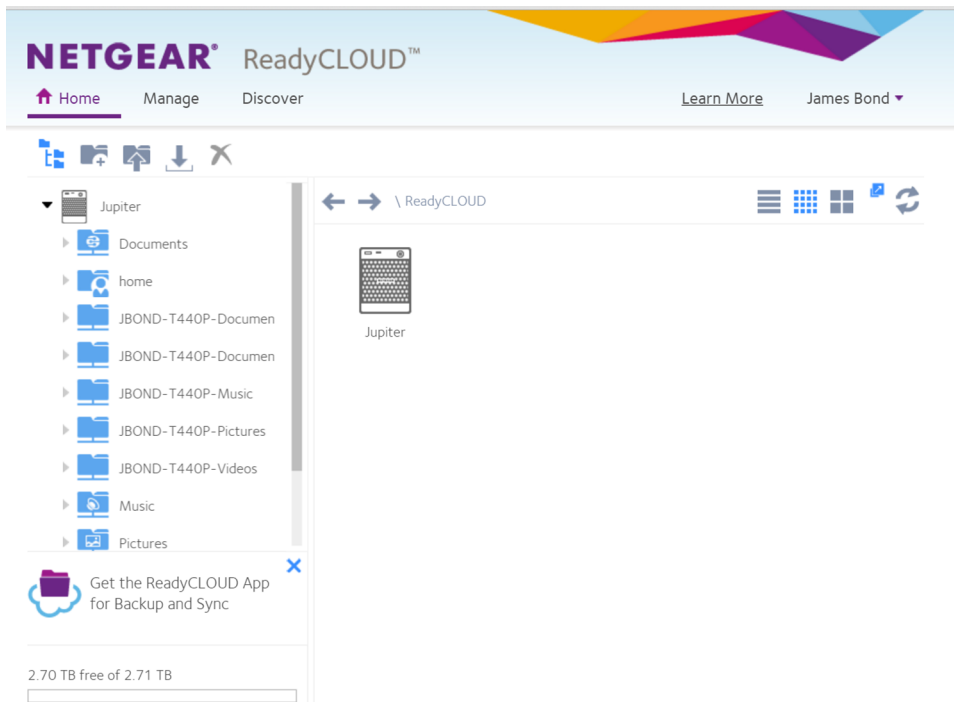 NETGEAR® ReadyCLOUD™
Home Manage Discover Learn More James Bond
Jupiter
Documents
home
JBOND-T440P-Documen
JBOND-T440P-Documen
JBOND-T440P-Music
JBOND-T440P-Pictures
JBOND-T440P-Videos
Music
Pictures
\ ReadyCLOUD
Jupiter
Get the ReadyCLOUD App
for Backup and Sync
2.70 TB free of 2.71 TB